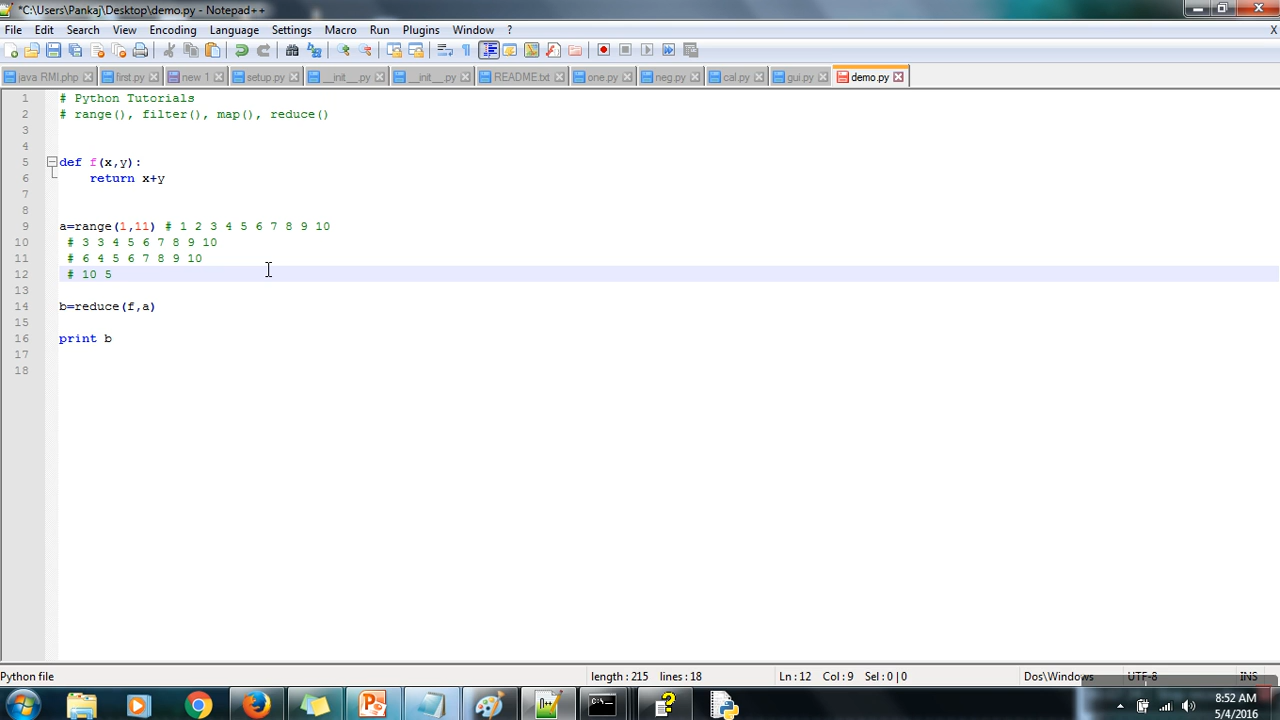 *C:\Users\Pankaj\Desktop\demo.py - Notepad++
File Edit Search View Encoding Language Settings Macro Run Plugins Window ? X
java RMI.php first.py new 1 setup.py __init__.py __init__.py README.txt one.py neg.py cal.py gui.py demo.py
1 # Python Tutorials
2 # range(), filter(), map(), reduce()
3
4
5 def f(x,y):
6 return x+y
7
8
9 a=range(1,11) # 1 2 3 4 5 6 7 8 9 10
10 # 3 3 4 5 6 7 8 9 10
11 # 6 4 5 6 7 8 9 10
12 # 10 5
13
14 b=reduce(f,a)
15
16 print b
17
18
Python file length : 215 lines : 18 Ln : 12 Col : 9 Sel : 0 | 0 Dos\Windows UTF-8 INS
8:52 AM
5/4/2016